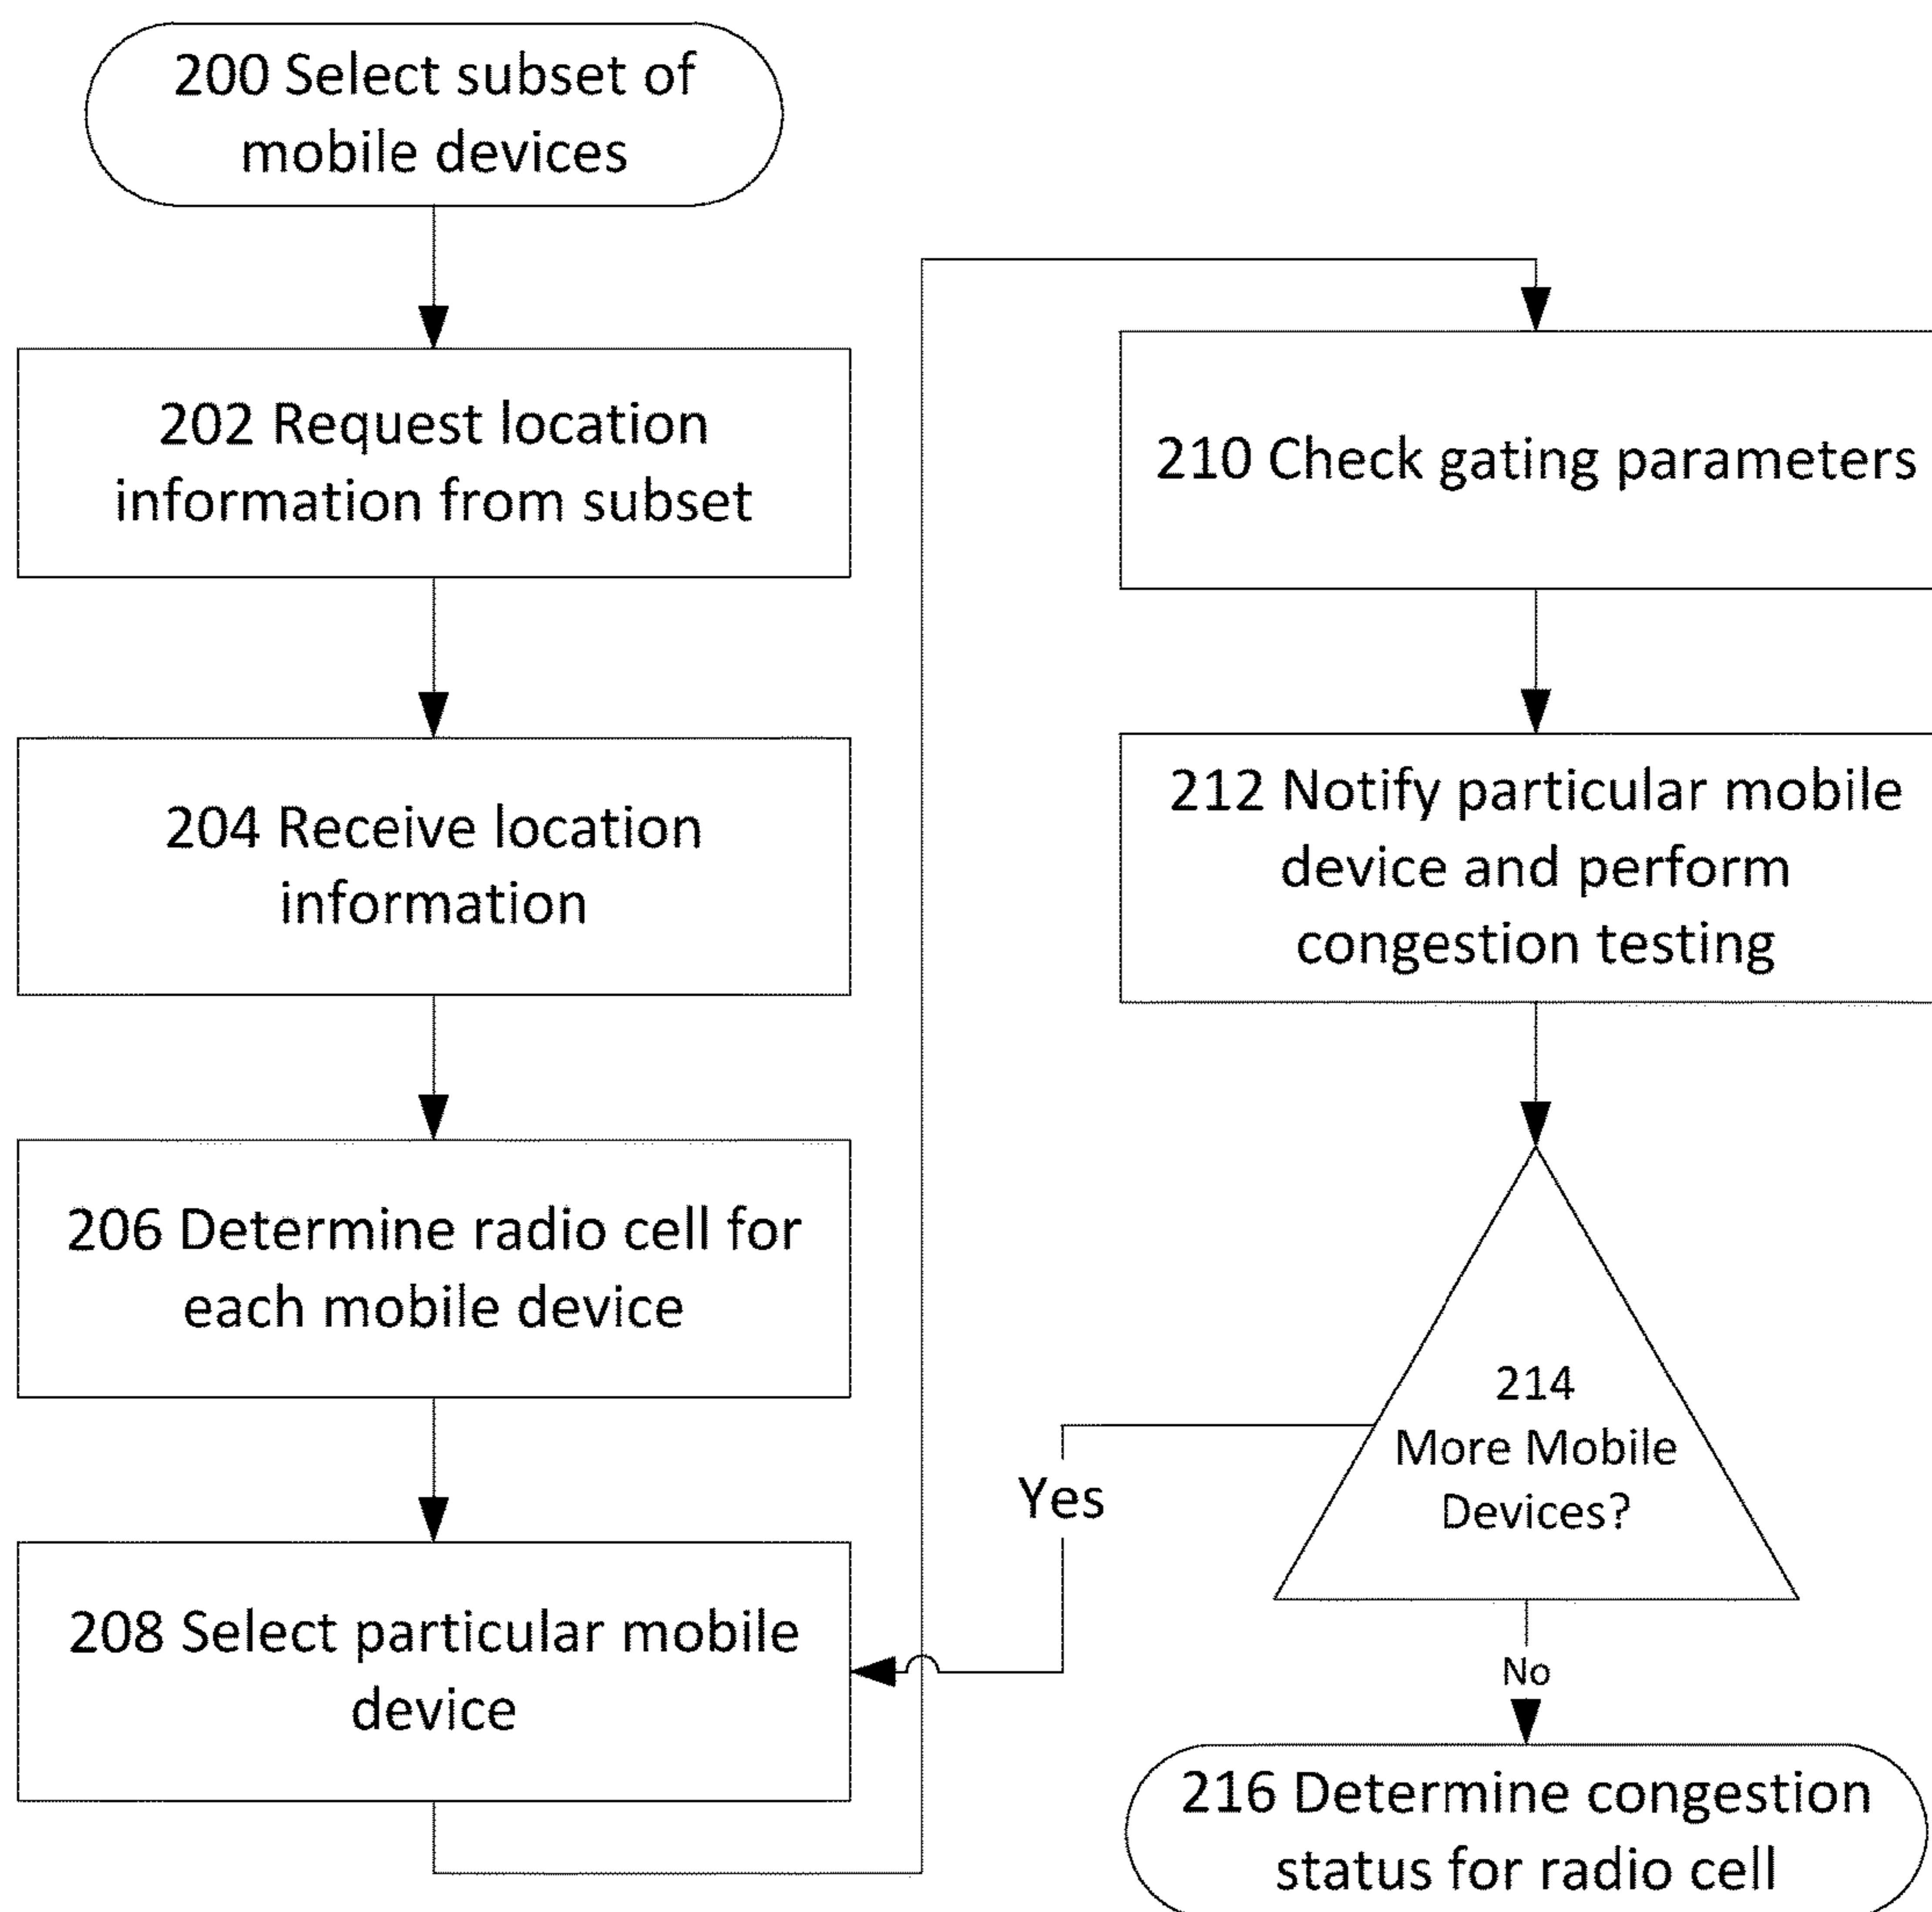 200 Select subset of
mobile devices
202 Request location
information from subset
204 Receive location
information
206 Determine radio cell for
each mobile device
208 Select particular mobile
device
210 Check gating parameters
212 Notify particular mobile
device and perform
congestion testing
214
More Mobile
Devices?
Yes
No
216 Determine congestion
status for radio cell